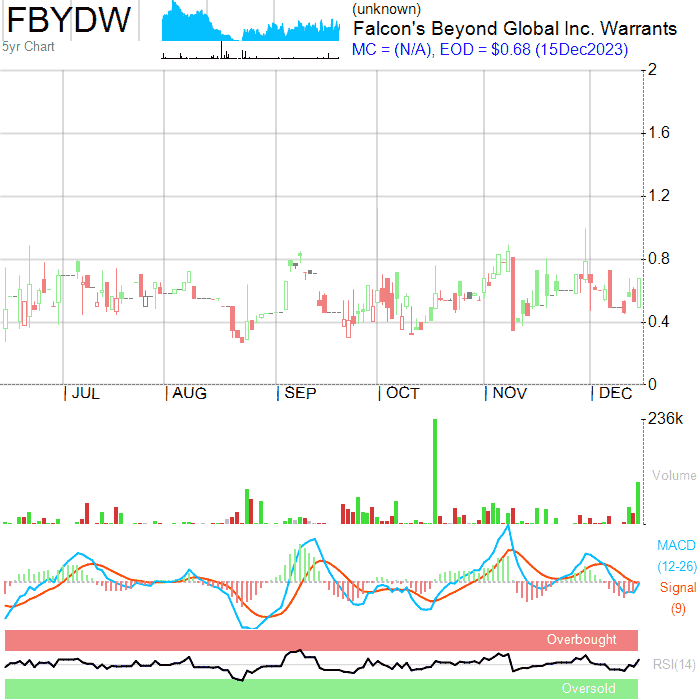 FBYDW
5yr Chart
(unknown)
Falcon's Beyond Global Inc. Warrants
MC = (N/A), EOD = $0.68 (15Dec2023)
2
1.6
1.2
0.8
0.4
0
JUL AUG SEP OCT NOV DEC
236k
Volume
MACD
(12-26)
Signal
(9)
Overbought
RSI(14)
Oversold